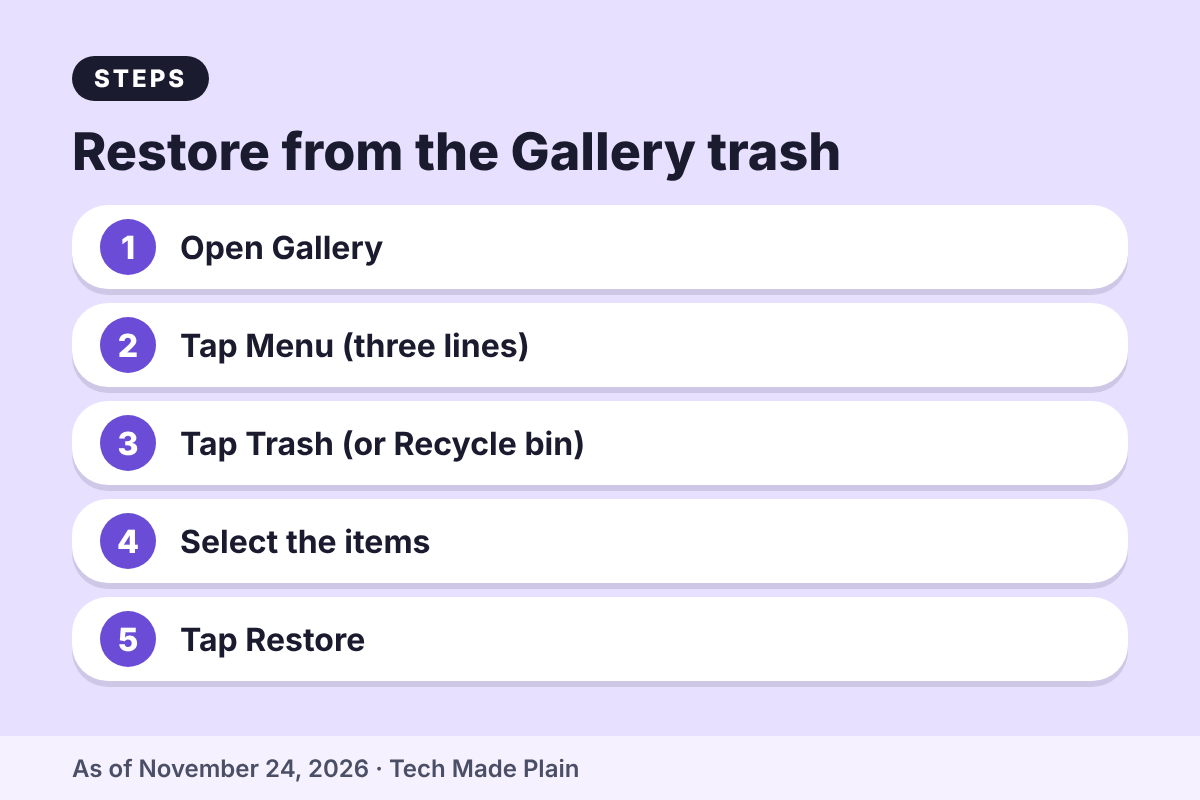 STEPS
Restore from the Gallery trash
1 Open Gallery
2 Tap Menu (three lines)
3 Tap Trash (or Recycle bin)
4 Select the items
5 Tap Restore
As of November 24, 2026 · Tech Made Plain